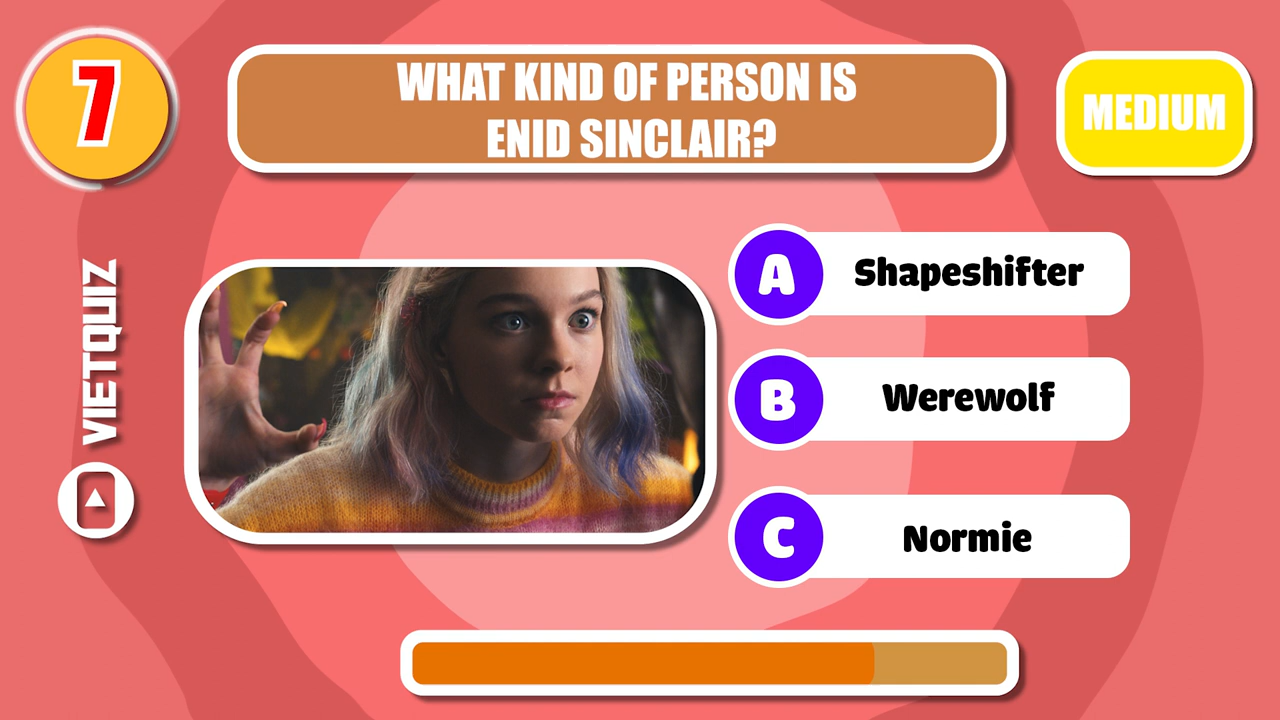 7
WHAT KIND OF PERSON IS
ENID SINCLAIR?
MEDIUM
VIETQUIZ
A Shapeshifter
B Werewolf
C Normie